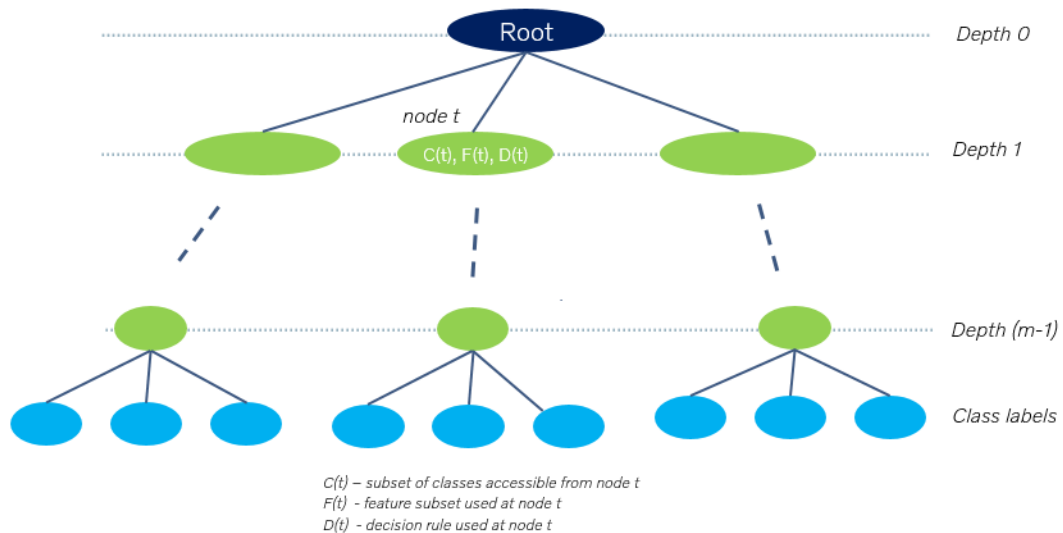 Root
Depth 0
node t
C(t), F(t), D(t)
Depth 1
Depth (m-1)
Class labels
C(t) – subset of classes accessible from node t
F(t) - feature subset used at node t
D(t) - decision rule used at node t